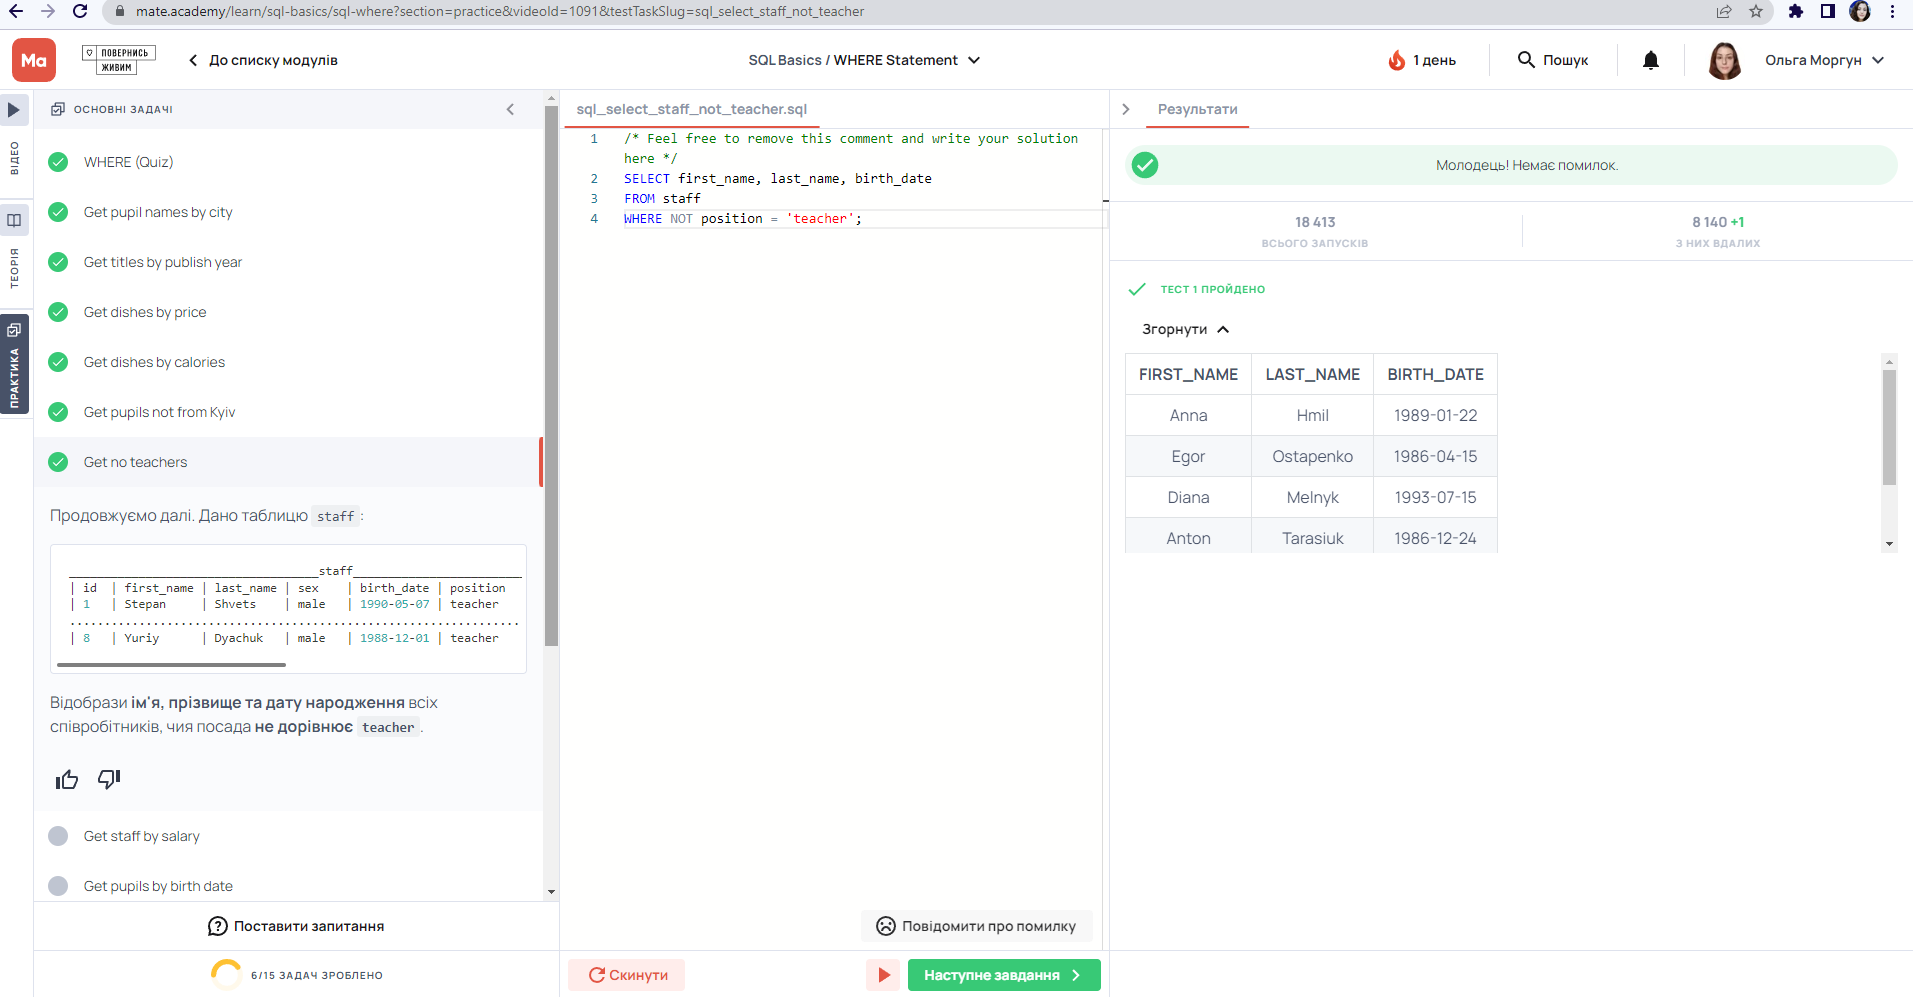 mate.academy/learn/sql-basics/sql-where?section=practice&videoId=1091&testTaskSlug=sql_select_staff_not_teacher
Ma
ПОВЕРНИСЬ
ЖИВИМ
До списку модулів
SQL Basics / WHERE Statement
1 день
Пошук
Ольга Моргун
ВІДЕО
ТЕОРІЯ
ПРАКТИКА
ОСНОВНІ ЗАДАЧІ
WHERE (Quiz)
Get pupil names by city
Get titles by publish year
Get dishes by price
Get dishes by calories
Get pupils not from Kyiv
Get no teachers
Продовжуємо далі. Дано таблицю staff:
______staff______
| id | first_name | last_name | sex | birth_date | position
| 1 | Stepan | Shvets | male | 1990-05-07 | teacher
.................................................................
| 8 | Yuriy | Dyachuk | male | 1988-12-01 | teacher
Відобрази ім'я, прізвище та дату народження всіх
співробітників, чия посада не дорівнює teacher.
Get staff by salary
Get pupils by birth date
Поставити запитання
6/15 ЗАДАЧ ЗРОБЛЕНО
sql_select_staff_not_teacher.sql
1 /* Feel free to remove this comment and write your solution
here */
2 SELECT first_name, last_name, birth_date
3 FROM staff
4 WHERE NOT position = 'teacher';
Повідомити про помилку
Скинути
Наступне завдання
Результати
Молодець! Немає помилок.
18 413
ВСЬОГО ЗАПУСКІВ
8 140 +1
З НИХ ВДАЛИХ
ТЕСТ 1 ПРОЙДЕНО
Згорнути
FIRST_NAME LAST_NAME BIRTH_DATE
Anna Hmil 1989-01-22
Egor Ostapenko 1986-04-15
Diana Melnyk 1993-07-15
Anton Tarasiuk 1986-12-24